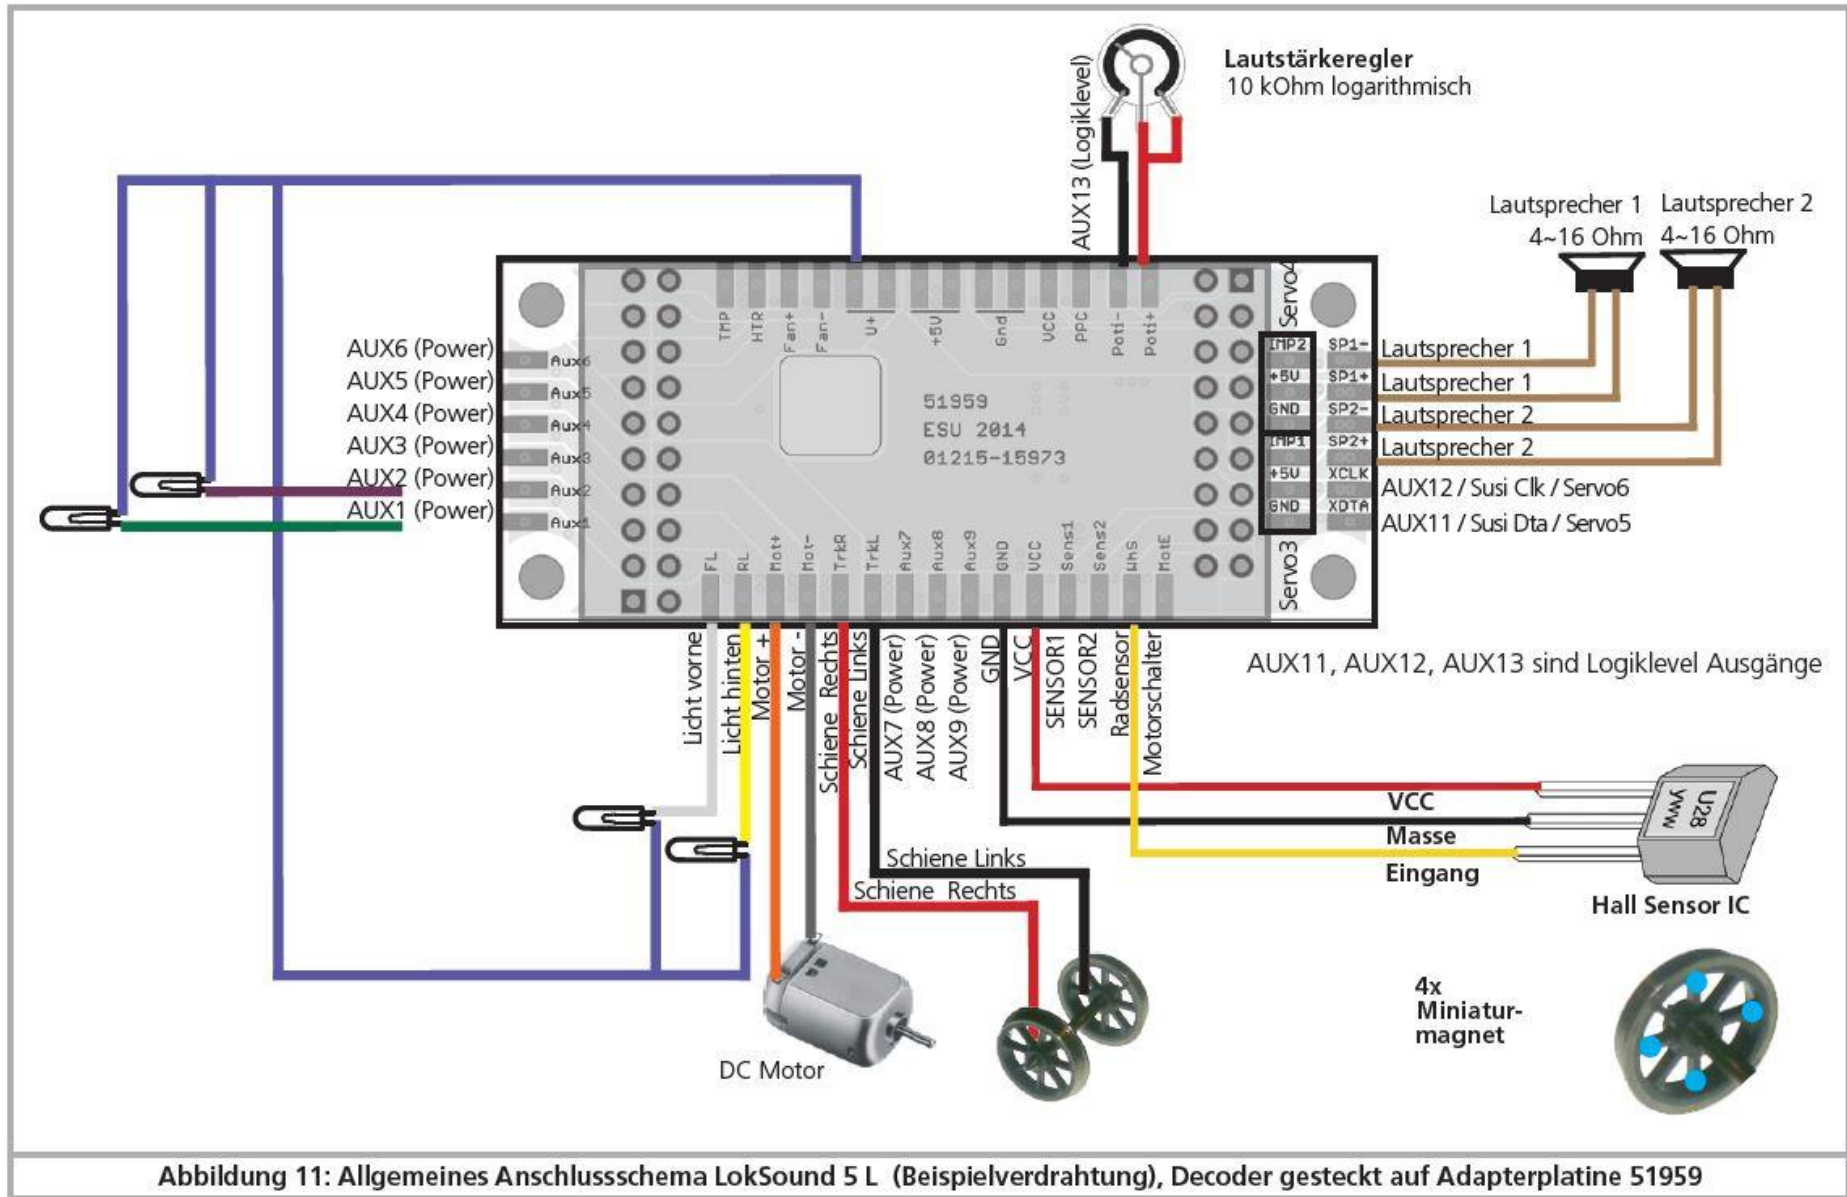 Lautstärkeregler
10 kOhm logarithmisch
AUX13 (Logiklevel)
Lautsprecher 1
4~16 Ohm
Lautsprecher 2
4~16 Ohm
AUX6 (Power)
AUX5 (Power)
AUX4 (Power)
AUX3 (Power)
AUX2 (Power)
AUX1 (Power)
Aux6
Aux5
Aux4
Aux3
Aux2
Aux1
TMP
HTR
Fan+
Fan-
U+
+5V
Gnd
VCC
PPC
Poti-
Poti+
51959
ESU 2014
01215-15973
Servo4
IMP2
+5V
GND
IMP1
+5V
GND
Servo3
SP1-
SP1+
SP2-
SP2+
XCLK
XDTA
Lautsprecher 1
Lautsprecher 1
Lautsprecher 2
Lautsprecher 2
AUX12 / Susi Clk / Servo6
AUX11 / Susi Dta / Servo5
FL
RL
Mot+
Mot-
TrkR
TrkL
Aux7
Aux8
Aux9
GND
VCC
Sens1
Sens2
WhS
MotE
Licht vorne
Licht hinten
Motor +
Motor -
Schiene Rechts
Schiene Links
AUX7 (Power)
AUX8 (Power)
AUX9 (Power)
GND
VCC
SENSOR1
SENSOR2
Radsensor
Motorschalter
AUX11, AUX12, AUX13 sind Logiklevel Ausgänge
VCC
Masse
Eingang
U28
yww
Hall Sensor IC
Schiene Links
Schiene Rechts
DC Motor
4x
Miniatur-
magnet
Abbildung 11: Allgemeines Anschlussschema LokSound 5 L (Beispielverdrahtung), Decoder gesteckt auf Adapterplatine 51959